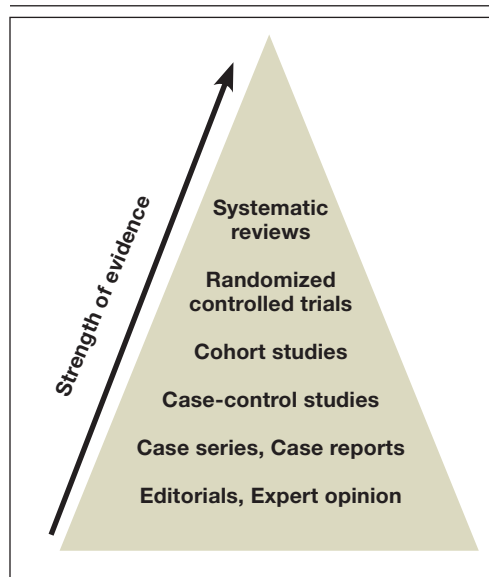 Strength of evidence
Systematic
reviews
Randomized
controlled trials
Cohort studies
Case-control studies
Case series, Case reports
Editorials, Expert opinion